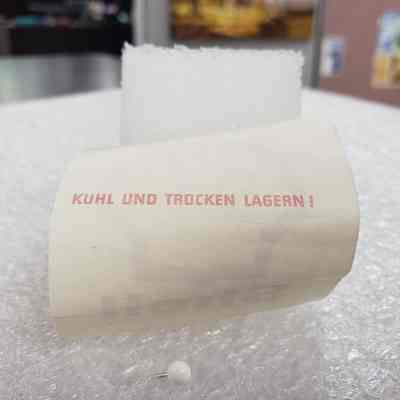 KUHL UND TROCKEN LAGERN!